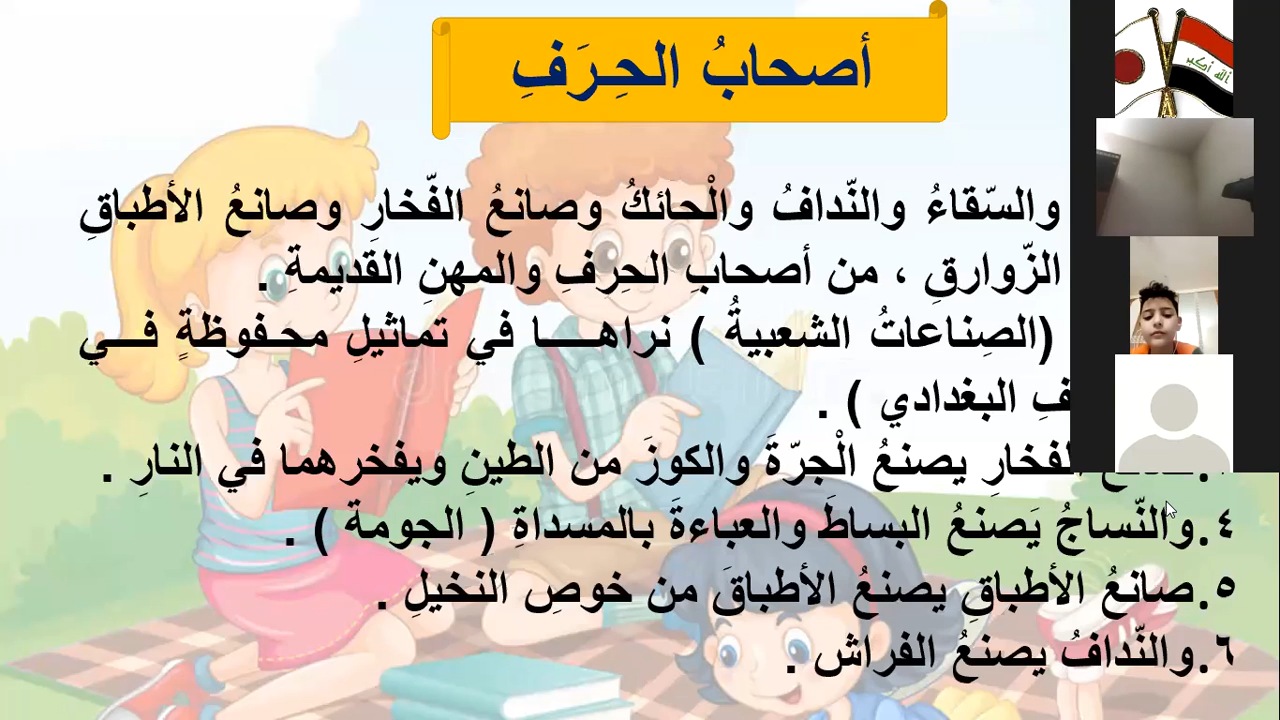 أصحابُ الحِرَفِ
والسّقاءُ والنّدافُ والْحائكُ وصانعُ الفّخارِ وصانعُ الأطباقِ
الزّوارقِ ، من أصحاب الحِرفِ والمهنِ القديمةِ .
(الصِناعاتُ الشعبيةُ ) نراهـا في تماثيلِ محفوظةٍ فـي
فِ البغدادي ) .
الفخارِ يصنعُ الْجرّةَ والكوزَ من الطينِ ويفخرهما في النارِ .
٤.والنّساجُ يَصنعُ البساطَ والعباءةَ بالمسداةِ ( الجومة ) .
٥.صانعُ الأطباقِ يصنعُ الأطباقَ من خوصِ النخيلِ .
٦.والنّدافُ يصنعُ الفراش .
الله أكبر